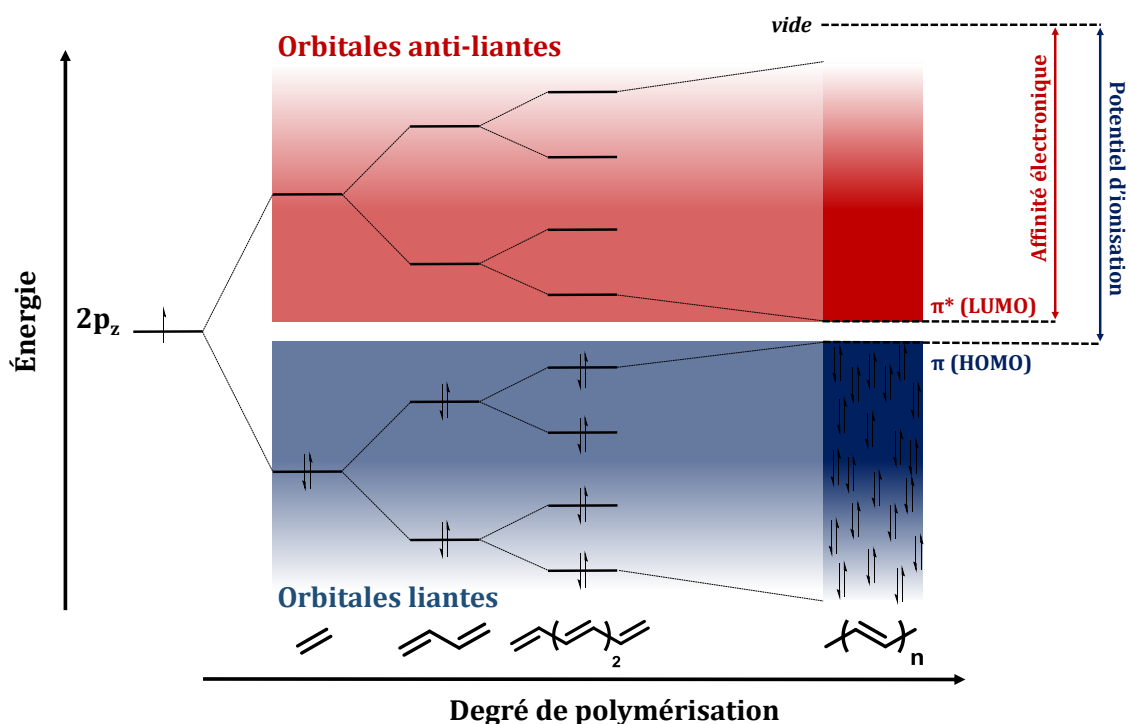 vide
Orbitales anti-liantes
Affinité électronique
Potentiel d'ionisation
Énergie
2pz
π* (LUMO)
π (HOMO)
Orbitales liantes
2
n
Degré de polymérisation